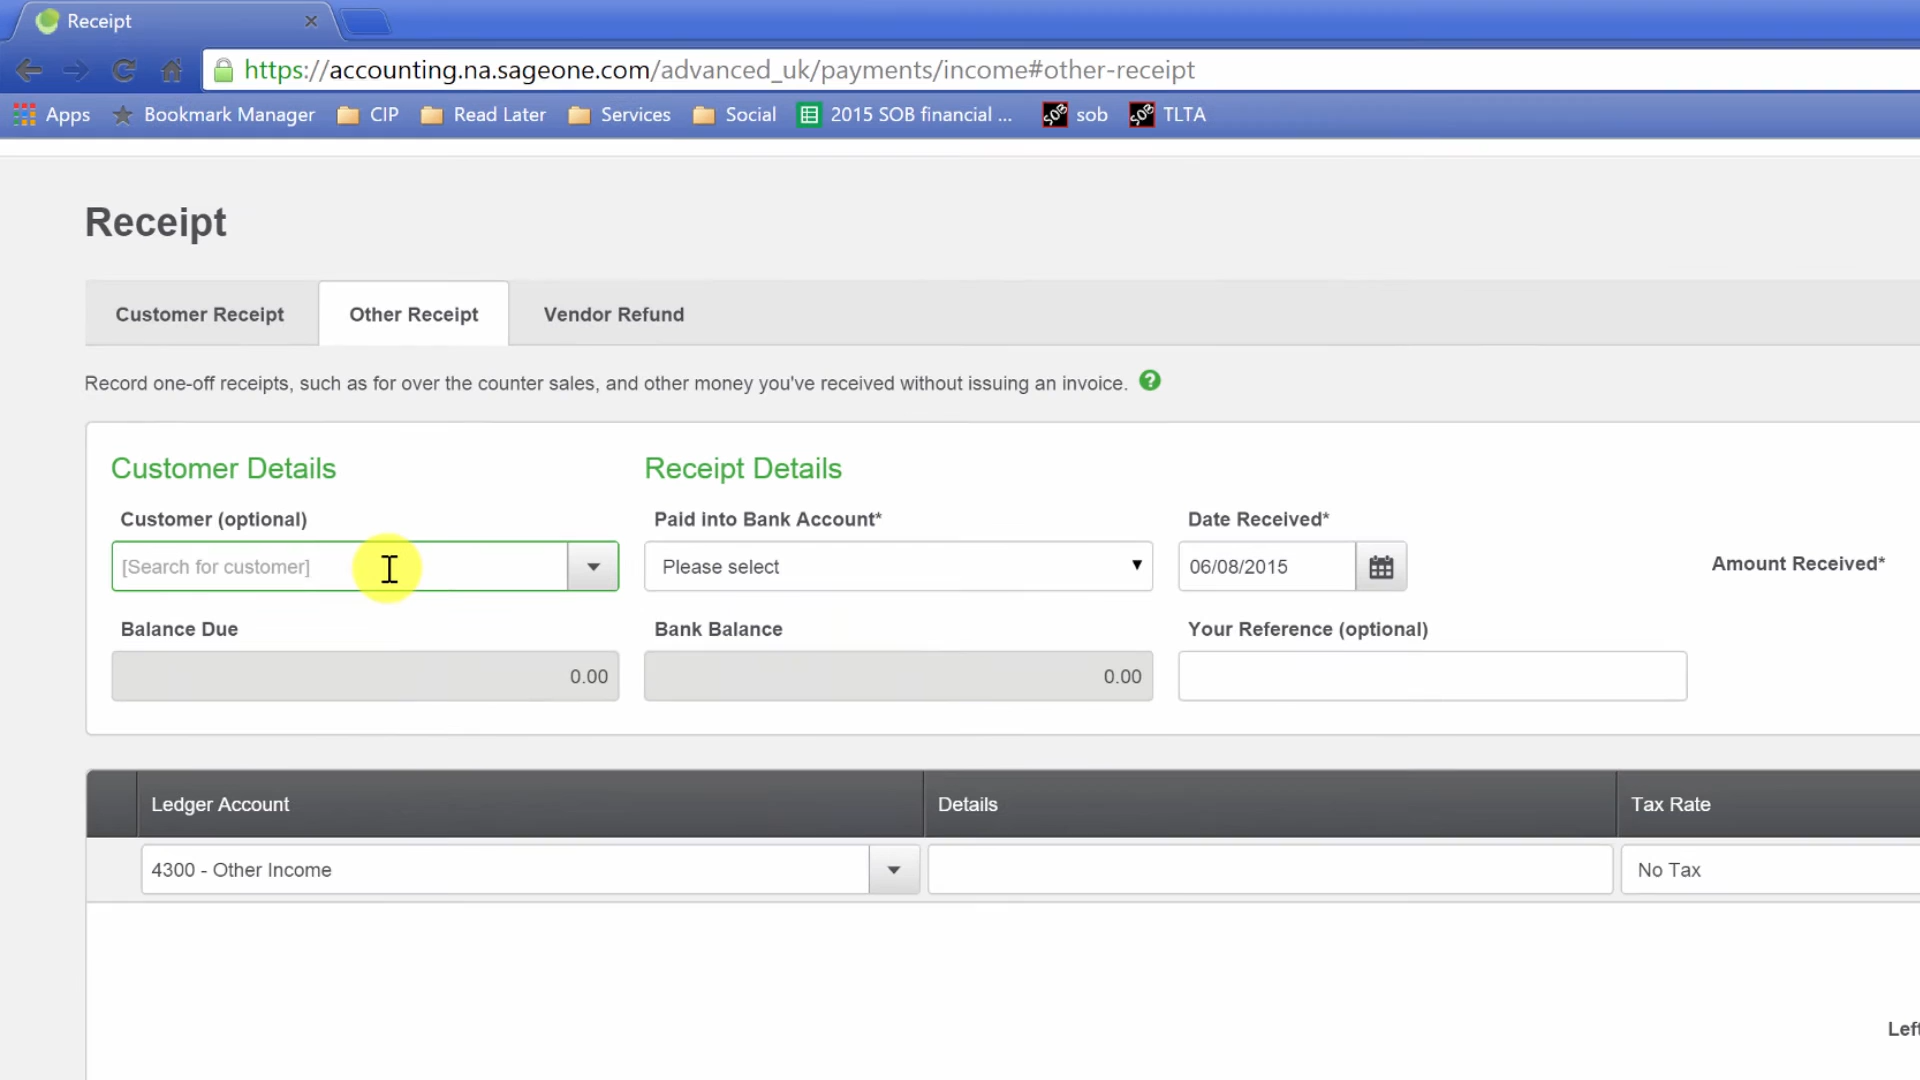 Receipt
https://accounting.na.sageone.com/advanced_uk/payments/income#other-receipt
Apps Bookmark Manager CIP Read Later Services Social 2015 SOB financial ... SOB sob SOB TLTA
Receipt
Customer Receipt Other Receipt Vendor Refund
Record one-off receipts, such as for over the counter sales, and other money you've received without issuing an invoice. ?
Customer Details Receipt Details
Customer (optional) Paid into Bank Account* Date Received*
[Search for customer] Please select 06/08/2015 Amount Received*
Balance Due Bank Balance Your Reference (optional)
0.00 0.00
Ledger Account Details Tax Rate
4300 - Other Income No Tax
Left